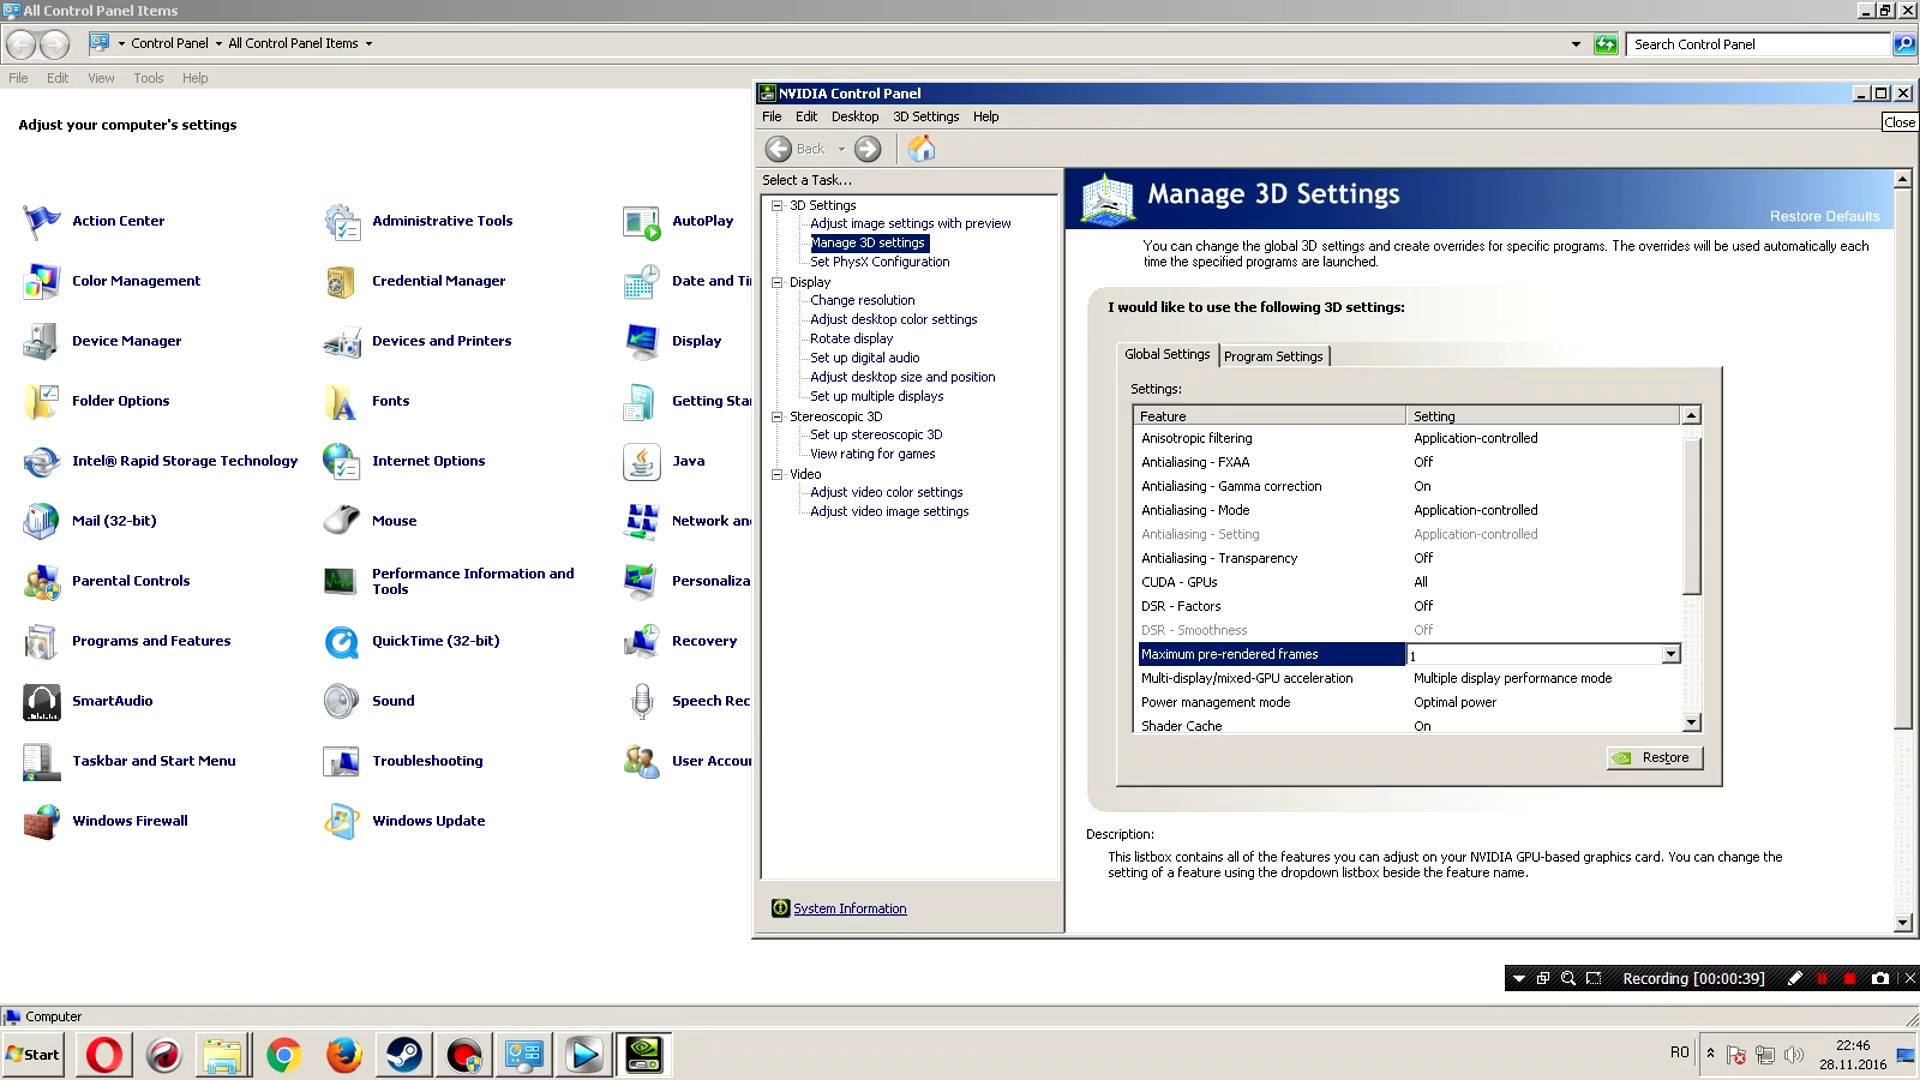 All Control Panel Items
Control Panel All Control Panel Items
Search Control Panel
File Edit View Tools Help
Adjust your computer's settings
Action Center
Administrative Tools
AutoPlay
Color Management
Credential Manager
Date and Ti
Device Manager
Devices and Printers
Display
Folder Options
Fonts
Getting Sta
Intel® Rapid Storage Technology
Internet Options
Java
Mail (32-bit)
Mouse
Network an
Parental Controls
Performance Information and
Tools
Personaliza
Programs and Features
QuickTime (32-bit)
Recovery
SmartAudio
Sound
Speech Rec
Taskbar and Start Menu
Troubleshooting
User Accou
Windows Firewall
Windows Update
NVIDIA Control Panel
Close
File Edit Desktop 3D Settings Help
Back
Select a Task...
3D Settings
Adjust image settings with preview
Manage 3D settings
Set PhysX Configuration
Display
Change resolution
Adjust desktop color settings
Rotate display
Set up digital audio
Adjust desktop size and position
Set up multiple displays
Stereoscopic 3D
Set up stereoscopic 3D
View rating for games
Video
Adjust video color settings
Adjust video image settings
System Information
Manage 3D Settings
Restore Defaults
You can change the global 3D settings and create overrides for specific programs. The overrides will be used automatically each
time the specified programs are launched.
I would like to use the following 3D settings:
Global Settings Program Settings
Settings:
Feature Setting
Anisotropic filtering Application-controlled
Antialiasing - FXAA Off
Antialiasing - Gamma correction On
Antialiasing - Mode Application-controlled
Antialiasing - Setting Application-controlled
Antialiasing - Transparency Off
CUDA - GPUs All
DSR - Factors Off
DSR - Smoothness Off
Maximum pre-rendered frames 1
Multi-display/mixed-GPU acceleration Multiple display performance mode
Power management mode Optimal power
Shader Cache On
Restore
Description:
This listbox contains all of the features you can adjust on your NVIDIA GPU-based graphics card. You can change the
setting of a feature using the dropdown listbox beside the feature name.
Recording [00:00:39]
Computer
Start
RO
22:46
28.11.2016